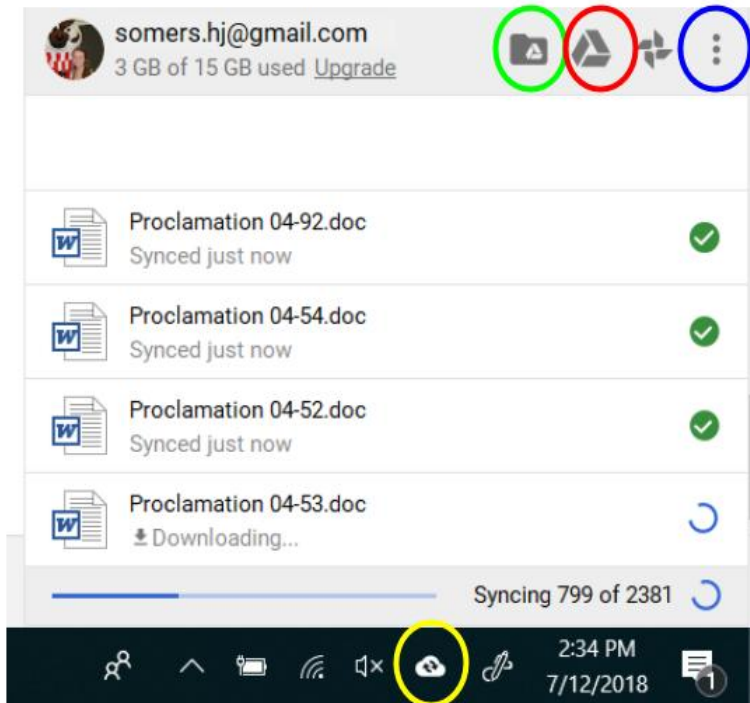 somers.hj@gmail.com
3 GB of 15 GB used Upgrade
Proclamation 04-92.doc
Synced just now
Proclamation 04-54.doc
Synced just now
Proclamation 04-52.doc
Synced just now
Proclamation 04-53.doc
Downloading...
Syncing 799 of 2381
2:34 PM
7/12/2018
1